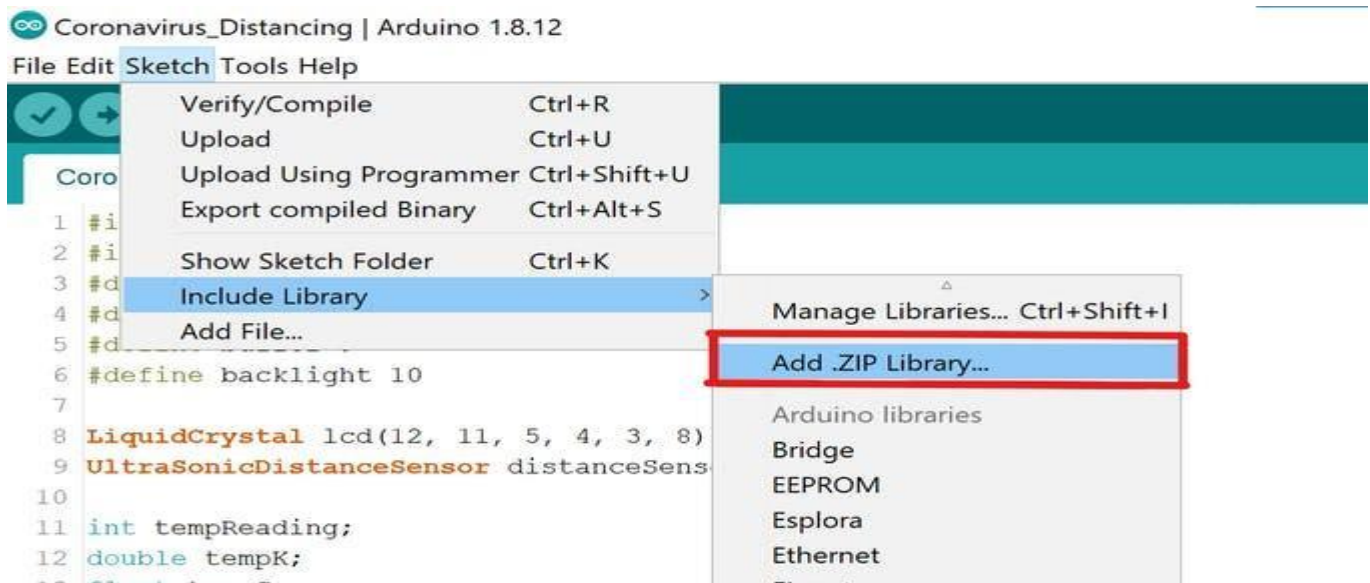 Coronavirus_Distancing | Arduino 1.8.12
File Edit Sketch Tools Help
Verify/Compile Ctrl+R
Upload Ctrl+U
Upload Using Programmer Ctrl+Shift+U
Export compiled Binary Ctrl+Alt+S
Show Sketch Folder Ctrl+K
Include Library >
Add File...
Manage Libraries... Ctrl+Shift+I
Add .ZIP Library...
Arduino libraries
Bridge
EEPROM
Esplora
Ethernet
Coro
1 #i
2 #i
3 #d
4 #d
5 #d
6 #define backlight 10
7
8 LiquidCrystal lcd(12, 11, 5, 4, 3, 8)
9 UltraSonicDistanceSensor distanceSens
10
11 int tempReading;
12 double tempK;